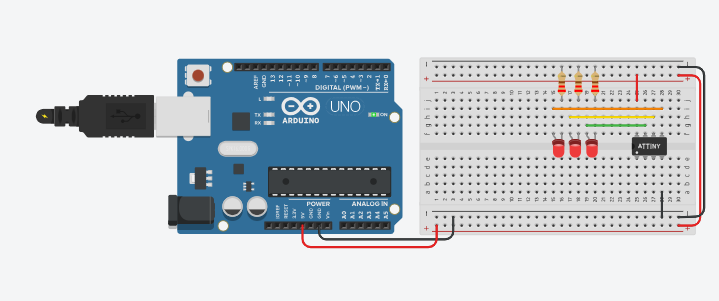 AREF
GND
13
12
~11
~10
~9
8
7
~6
~5
4
~3
2
TX→1
RX←0
DIGITAL (PWM~)
L
TX
RX
UNO
ARDUINO
ON
POWER
ANALOG IN
IOREF
RESET
3.3V
5V
GND
GND
Vin
A0
A1
A2
A3
A4
A5
ATTINY